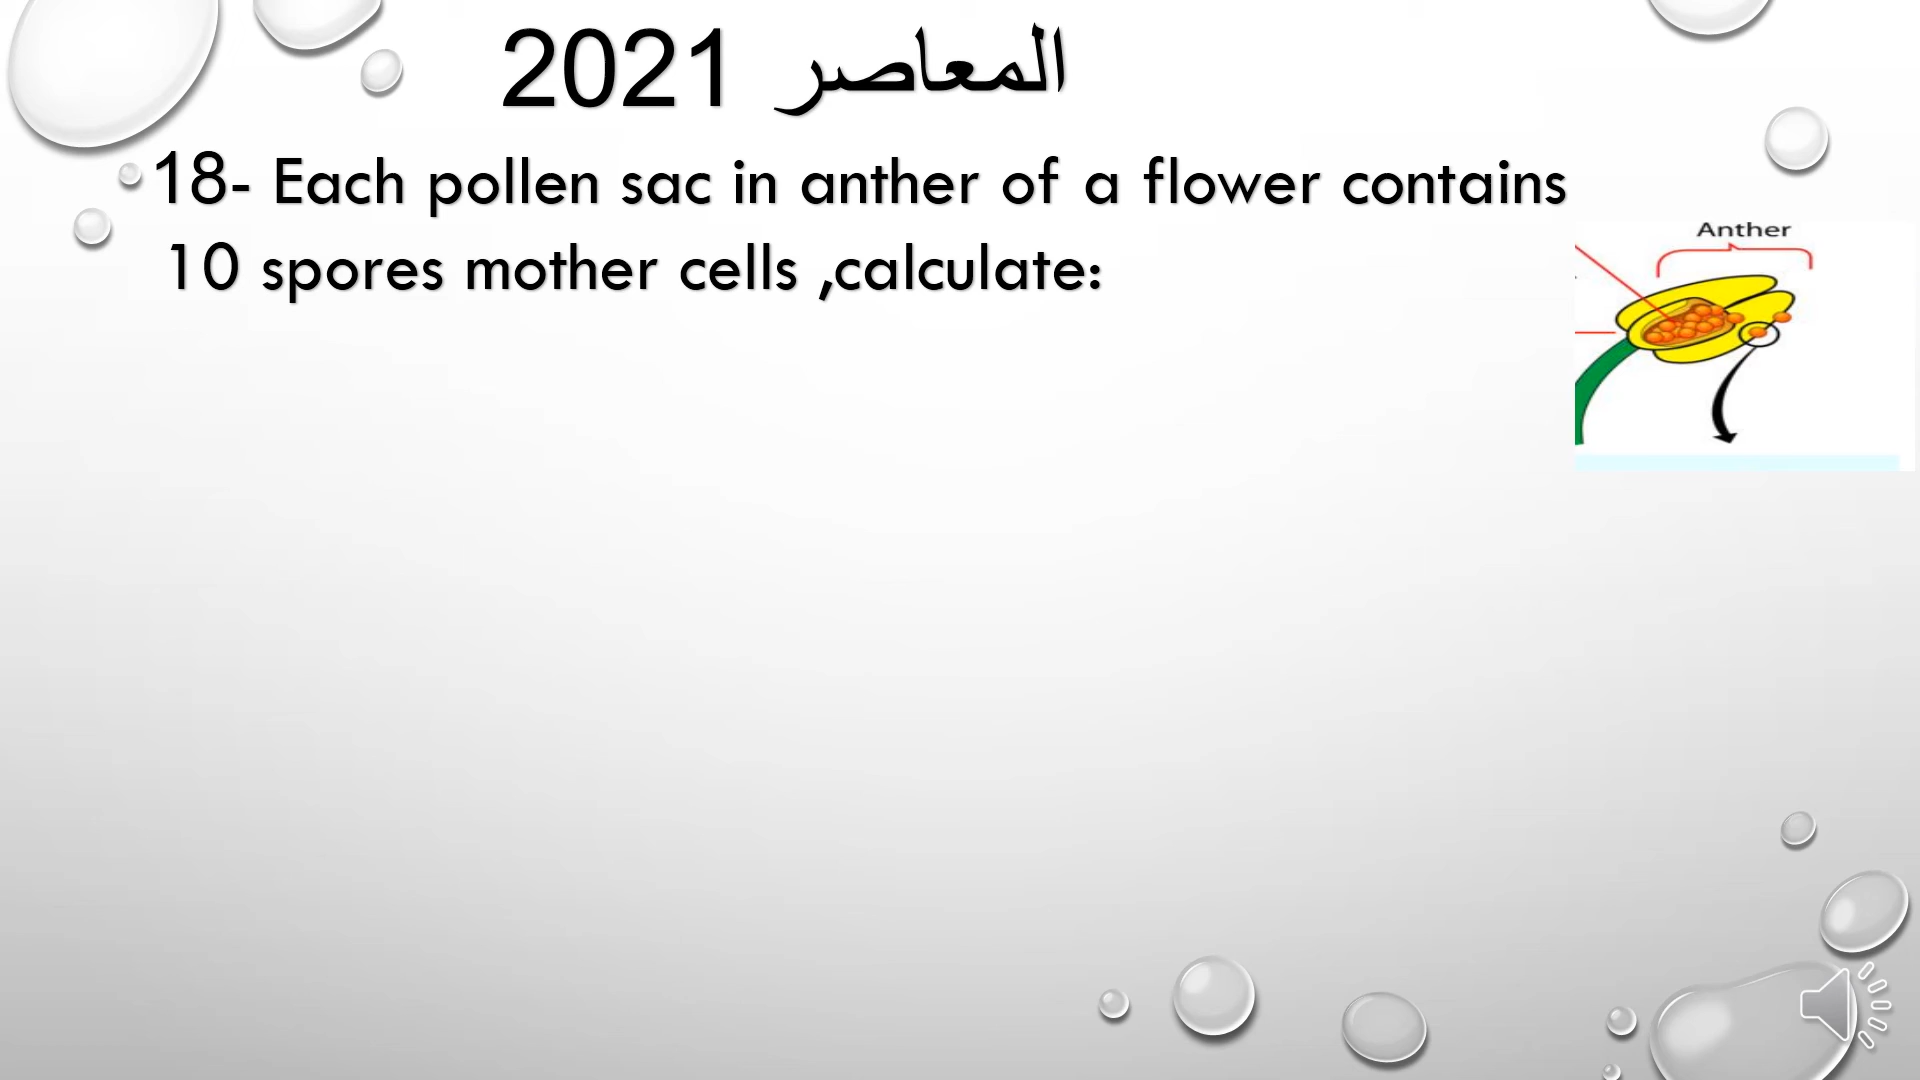 المعاصر 2021
18- Each pollen sac in anther of a flower contains
10 spores mother cells ,calculate:
Anther